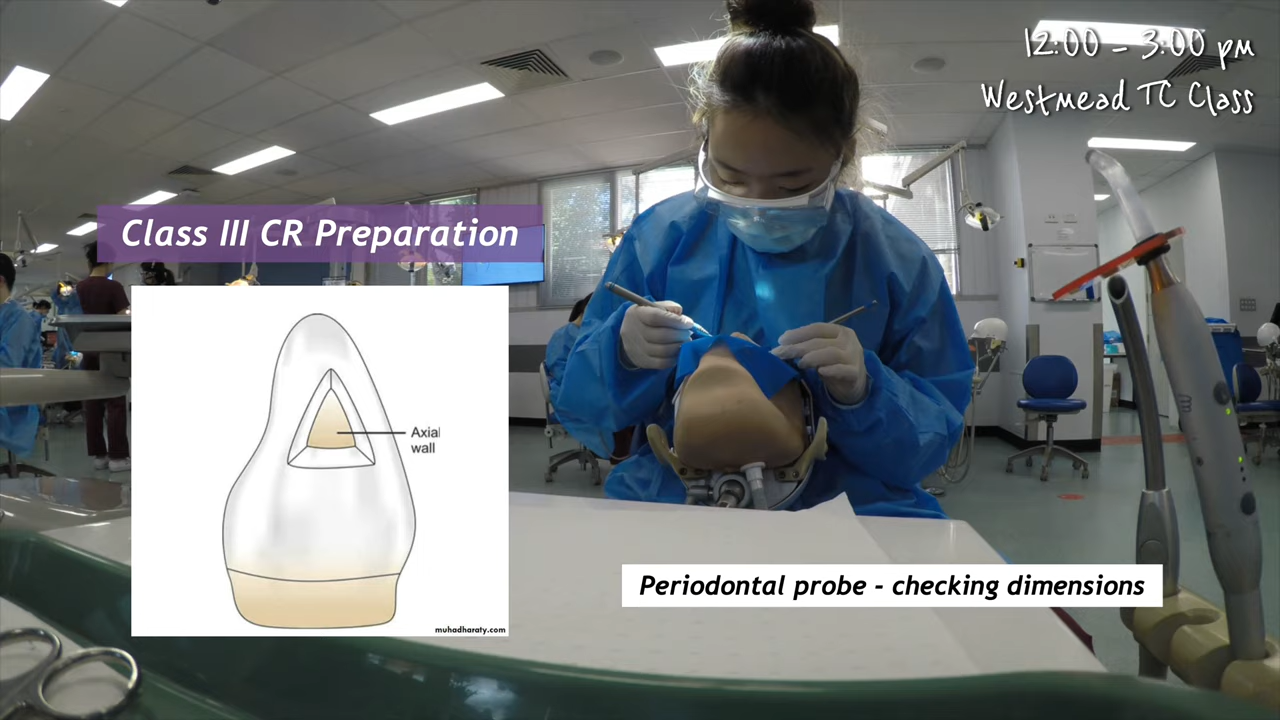 12:00 - 3:00 pm
Westmead TC Class
Class III CR Preparation
Axial
wall
muhadharaty.com
Periodontal probe - checking dimensions